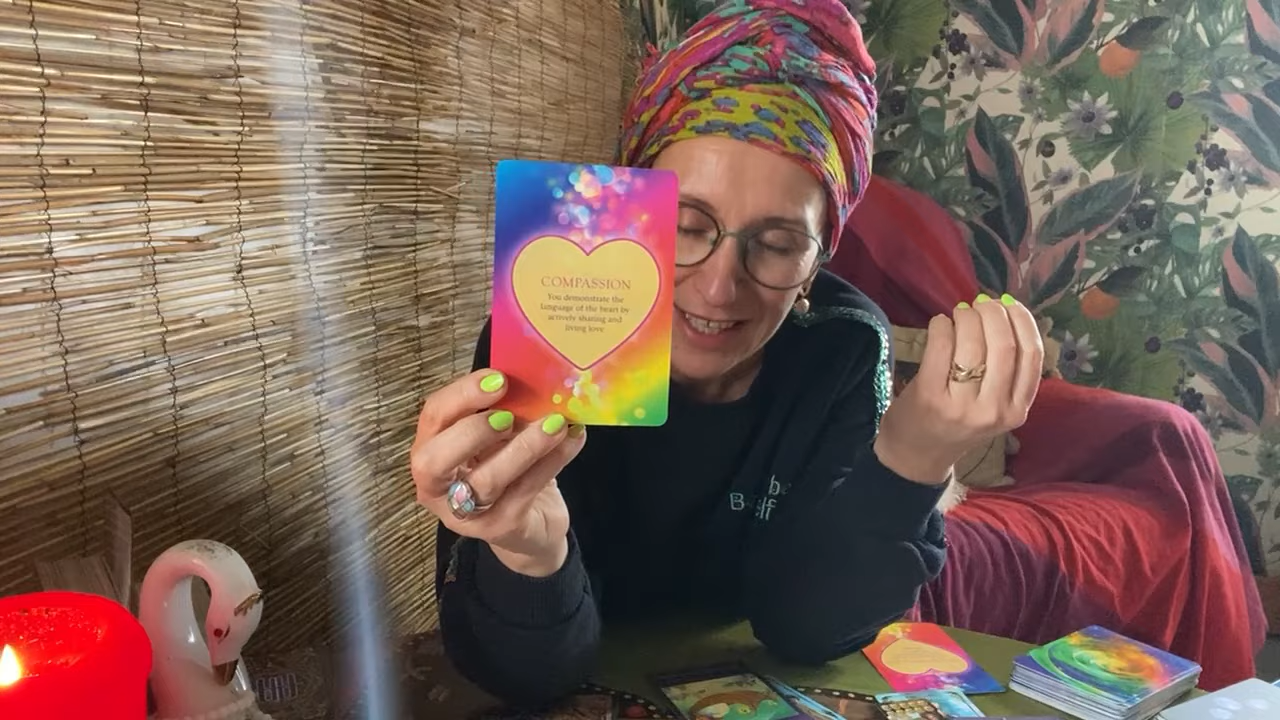 COMPASSION
You demonstrate the
language of the heart by
actively sharing and
living love